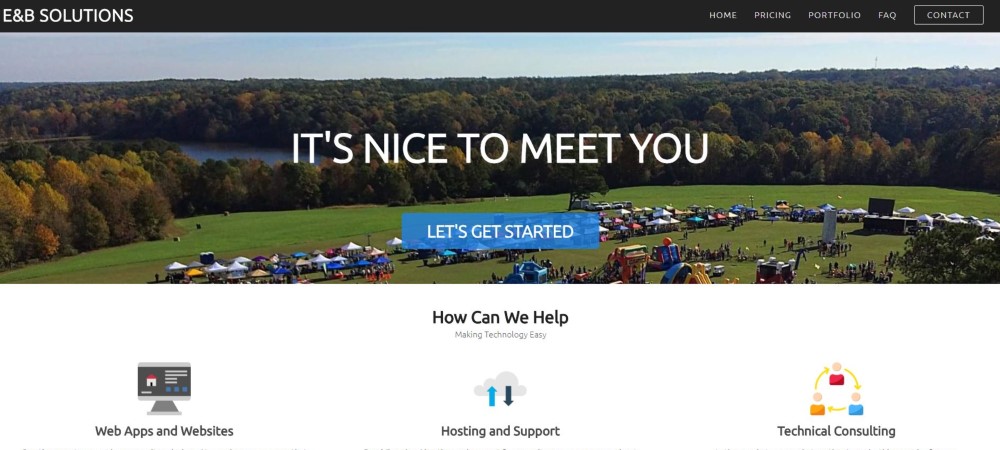 E&B SOLUTIONS
HOME PRICING PORTFOLIO FAQ CONTACT
IT'S NICE TO MEET YOU
LET'S GET STARTED
How Can We Help
Making Technology Easy
Web Apps and Websites Hosting and Support Technical Consulting